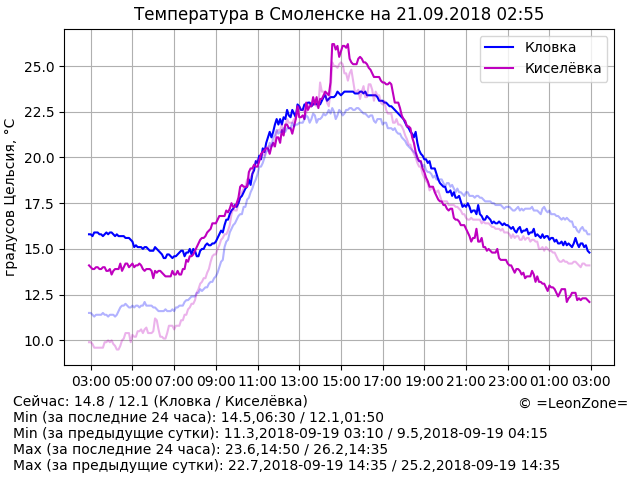 Температура в Смоленске на 21.09.2018 02:55
Кловка
Киселёвка
градусов Цельсия, °C
25.0
22.5
20.0
17.5
15.0
12.5
10.0
03:00 05:00 07:00 09:00 11:00 13:00 15:00 17:00 19:00 21:00 23:00 01:00 03:00
Сейчас: 14.8 / 12.1 (Кловка / Киселёвка)
© =LeonZone=
Min (за последние 24 часа): 14.5,06:30 / 12.1,01:50
Min (за предыдущие сутки): 11.3,2018-09-19 03:10 / 9.5,2018-09-19 04:15
Max (за последние 24 часа): 23.6,14:50 / 26.2,14:35
Max (за предыдущие сутки): 22.7,2018-09-19 14:35 / 25.2,2018-09-19 14:35